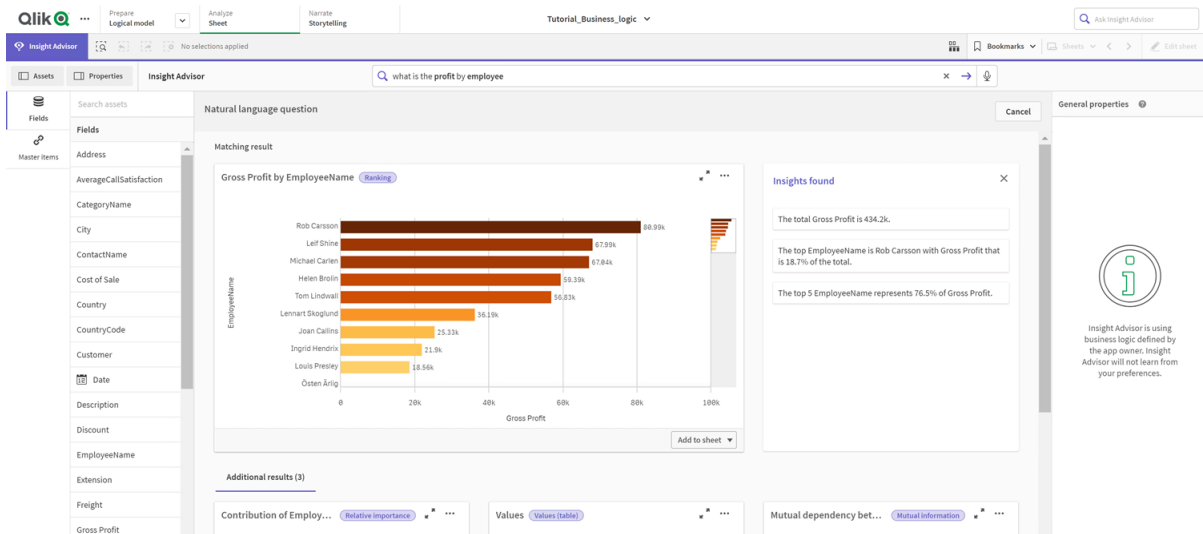 Qlik
Prepare
Logical model
Analyze
Sheet
Narrate
Storytelling
Tutorial_Business_logic
Ask Insight Advisor
Insight Advisor
No selections applied
Bookmarks
Sheets
Edit sheet
Assets
Properties
Insight Advisor
what is the profit by employee
Fields
Master items
Search assets
Fields
Address
AverageCallSatisfaction
CategoryName
City
ContactName
Cost of Sale
Country
CountryCode
Customer
Date
Description
Discount
EmployeeName
Extension
Freight
Gross Profit
Natural language question
Cancel
Matching result
Gross Profit by EmployeeName Ranking
EmployeeName
Rob Carsson 80.99k
Leif Shine 67.99k
Michael Carlen 67.04k
Helen Brolin 59.39k
Tom Lindwall 56.83k
Lennart Skoglund 36.19k
Joan Callins 25.33k
Ingrid Hendrix 21.9k
Louis Presley 18.56k
Östen Ärlig
0 20k 40k 60k 80k 100k
Gross Profit
Add to sheet
Insights found
The total Gross Profit is 434.2k.
The top EmployeeName is Rob Carsson with Gross Profit that
is 18.7% of the total.
The top 5 EmployeeName represents 76.5% of Gross Profit.
Additional results (3)
Contribution of Employ... Relative importance
Values Values (table)
Mutual dependency bet... Mutual information
General properties
Insight Advisor is using
business logic defined by
the app owner. Insight
Advisor will not learn from
your preferences.